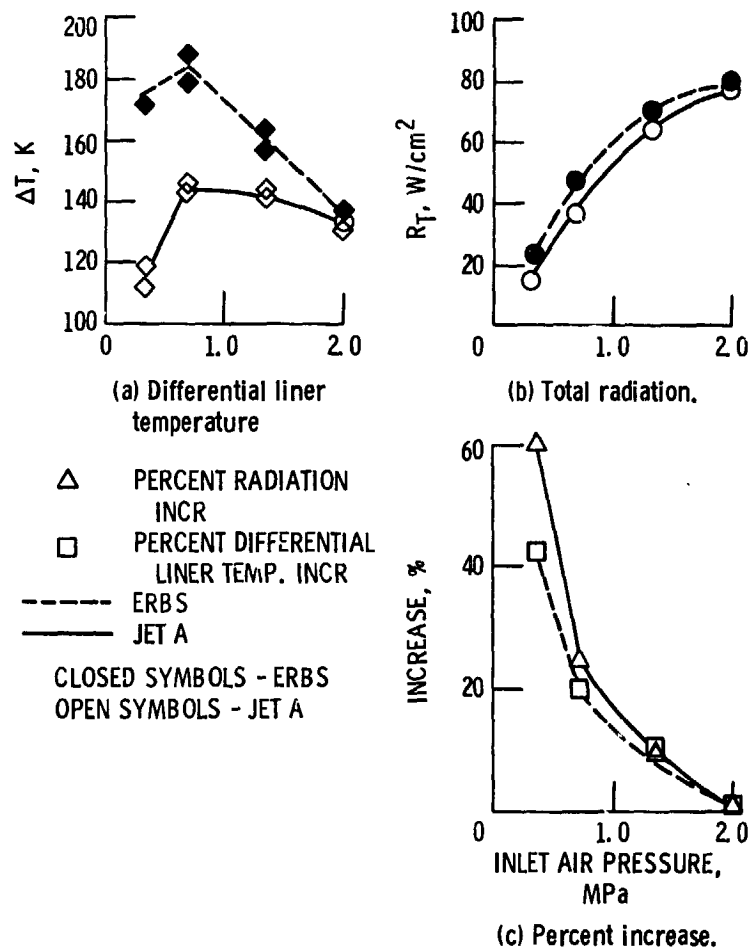 200
180
160
140
120
100
ΔT, K
0
1.0
2.0
(a) Differential liner
temperature
100
80
60
40
20
R_T, W/cm²
0
1.0
2.0
(b) Total radiation.
PERCENT RADIATION
INCR
PERCENT DIFFERENTIAL
LINER TEMP. INCR
ERBS
JET A
CLOSED SYMBOLS - ERBS
OPEN SYMBOLS - JET A
60
40
20
INCREASE, %
0
1.0
2.0
INLET AIR PRESSURE,
MPa
(c) Percent increase.